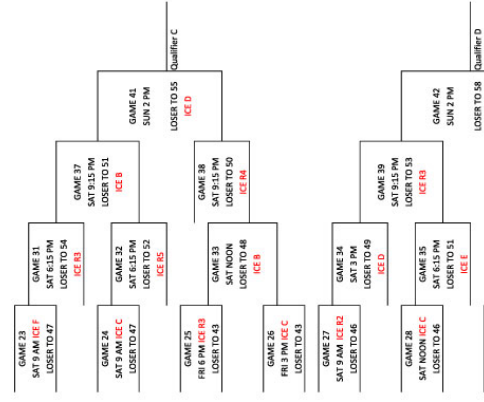 Qualifier C
Qualifier D
GAME 41
SUN 2 PM
LOSER TO 55
ICE D
GAME 42
SUN 2 PM
LOSER TO 58
GAME 37
SAT 9:15 PM
LOSER TO 51
ICE B
GAME 38
SAT 9:15 PM
LOSER TO 50
ICE R4
GAME 39
SAT 9:15 PM
LOSER TO 53
ICE R3
GAME 31
SAT 6:15 PM
LOSER TO 54
ICE R3
GAME 32
SAT 6:15 PM
LOSER TO 52
ICE R5
GAME 33
SAT NOON
LOSER TO 48
ICE B
GAME 34
SAT 3 PM
LOSER TO 49
ICE D
GAME 35
SAT 6:15 PM
LOSER TO 51
ICE E
GAME 23
SAT 9 AM ICE F
LOSER TO 47
GAME 24
SAT 9 AM ICE C
LOSER TO 47
GAME 25
FRI 6 PM ICE R3
LOSER TO 43
GAME 26
FRI 3 PM ICE C
LOSER TO 43
GAME 27
SAT 9 AM ICE R2
LOSER TO 46
GAME 28
SAT NOON ICE C
LOSER TO 46